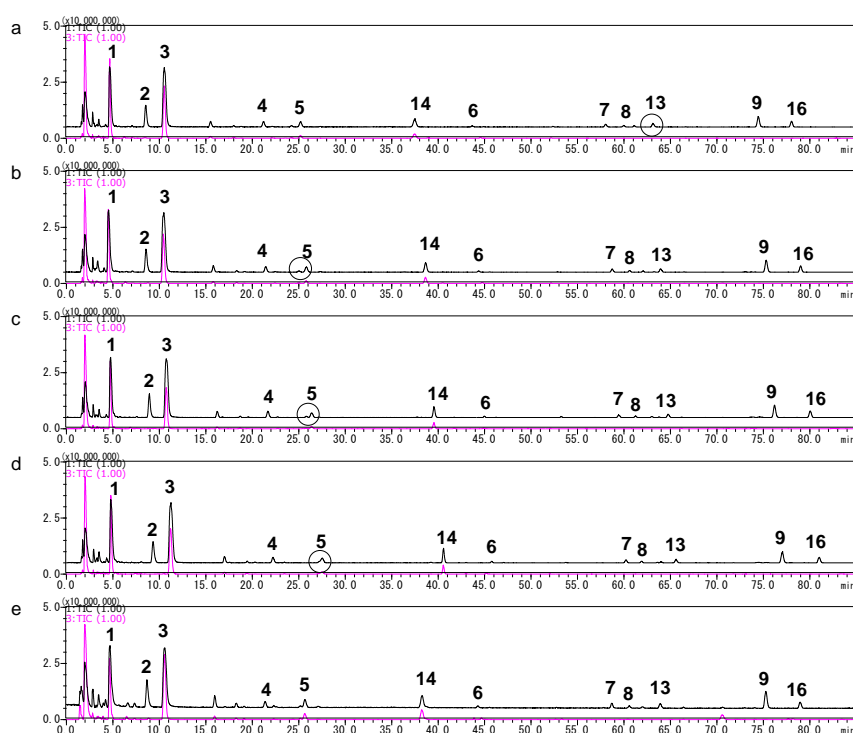 a
(x10,000,000)
5.0
1:TIC (1.00)
3:TIC (1.00)
1 2 3 4 5 14 6 7 8 13 9 16
2.5
0.0
0.0 5.0 10.0 15.0 20.0 25.0 30.0 35.0 40.0 45.0 50.0 55.0 60.0 65.0 70.0 75.0 80.0 min
b
(x10,000,000)
5.0
1:TIC (1.00)
3:TIC (1.00)
1 2 3 4 5 14 6 7 8 13 9 16
2.5
0.0
0.0 5.0 10.0 15.0 20.0 25.0 30.0 35.0 40.0 45.0 50.0 55.0 60.0 65.0 70.0 75.0 80.0 min
c
(x10,000,000)
5.0
1:TIC (1.00)
3:TIC (1.00)
1 2 3 4 5 14 6 7 8 13 9 16
2.5
0.0
0.0 5.0 10.0 15.0 20.0 25.0 30.0 35.0 40.0 45.0 50.0 55.0 60.0 65.0 70.0 75.0 80.0 min
d
(x10,000,000)
5.0
1:TIC (1.00)
3:TIC (1.00)
1 2 3 4 5 14 6 7 8 13 9 16
2.5
0.0
0.0 5.0 10.0 15.0 20.0 25.0 30.0 35.0 40.0 45.0 50.0 55.0 60.0 65.0 70.0 75.0 80.0 min
e
(x10,000,000)
5.0
1:TIC (1.00)
3:TIC (1.00)
1 2 3 4 5 14 6 7 8 13 9 16
2.5
0.0
0.0 5.0 10.0 15.0 20.0 25.0 30.0 35.0 40.0 45.0 50.0 55.0 60.0 65.0 70.0 75.0 80.0 min